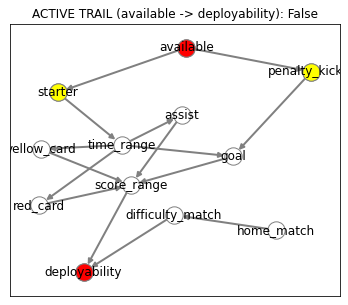 ACTIVE TRAIL (available -> deployability): False
available
penalty_kick
starter
assist
yellow_card
time_range
goal
score_range
red_card
difficulty_match
home_match
deployability